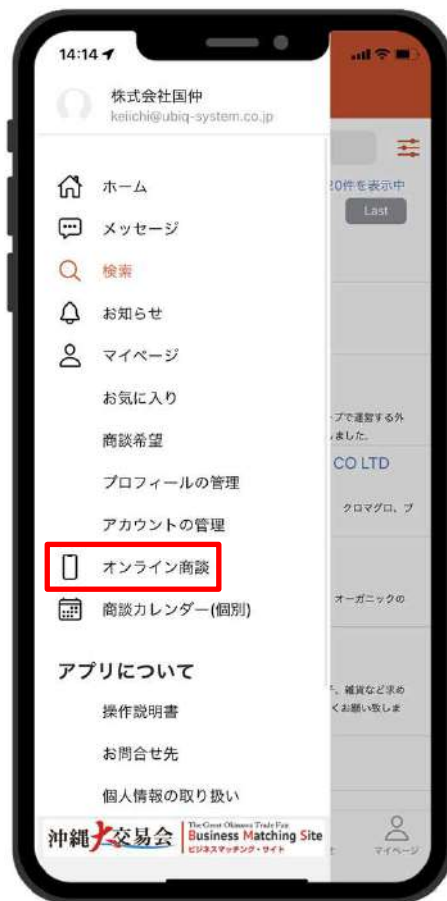 14:14
株式会社国仲
keiichi@ubiq-system.co.jp
ホーム
メッセージ
検索
お知らせ
マイページ
お気に入り
商談希望
プロフィールの管理
アカウントの管理
オンライン商談
商談カレンダー(個別)
アプリについて
操作説明書
お問合せ先
個人情報の取り扱い
沖縄大交易会
The Great Okinawa Trade Fair
Business Matching Site
ビジネスマッチング・サイト
0件を表示中
Last
プで運営する外
ました。
CO LTD
クロマグロ、ブ
オーガニックの
、雑貨など求め
くお願い致しま
マイページ